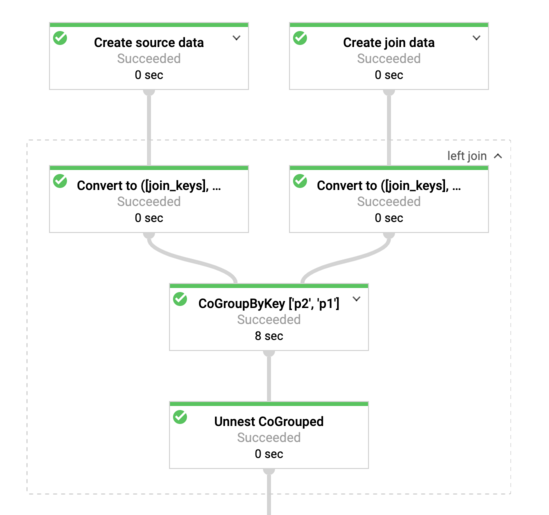 Create source data
Succeeded
0 sec
Create join data
Succeeded
0 sec
left join
Convert to ([join_keys], ...
Succeeded
0 sec
Convert to ([join_keys], ...
Succeeded
0 sec
CoGroupByKey ['p2', 'p1']
Succeeded
8 sec
Unnest CoGrouped
Succeeded
0 sec